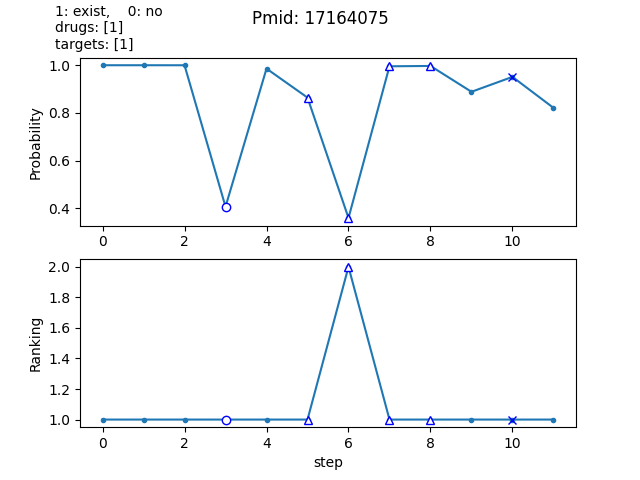 1: exist,    0: no
drugs: [1]
targets: [1]
Pmid: 17164075
Probability
1.0
0.8
0.6
0.4
0 2 4 6 8 10
Ranking
2.0
1.8
1.6
1.4
1.2
1.0
0 2 4 6 8 10
step